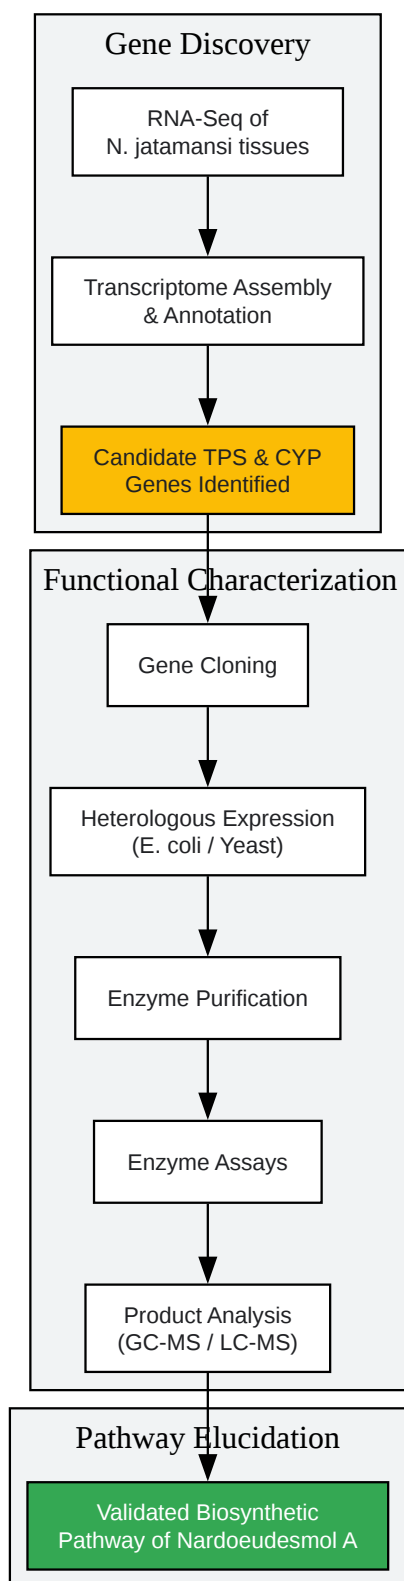 Gene Discovery
RNA-Seq of
N. jatamansi tissues
Transcriptome Assembly
& Annotation
Candidate TPS & CYP
Genes Identified
Functional Characterization
Gene Cloning
Heterologous Expression
(E. coli / Yeast)
Enzyme Purification
Enzyme Assays
Product Analysis
(GC-MS / LC-MS)
Pathway Elucidation
Validated Biosynthetic
Pathway of Nardoeudesmol A